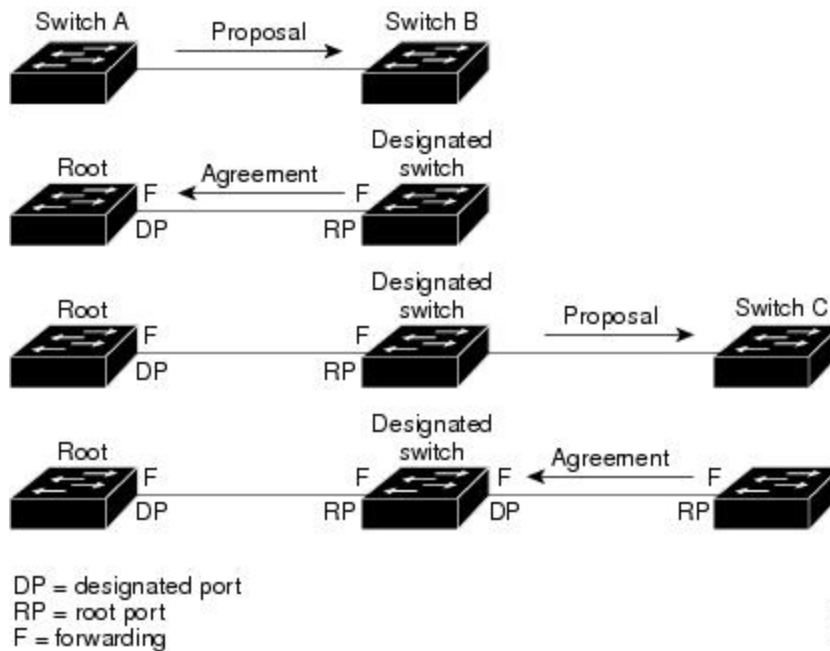 Switch A
Proposal
Switch B
Root
F
Agreement
F
Designated
switch
DP
RP
Root
F
F
Designated
switch
Proposal
Switch C
DP
RP
Root
F
F
Designated
switch
F
Agreement
F
DP
RP
DP
RP
DP = designated port
RP = root port
F = forwarding